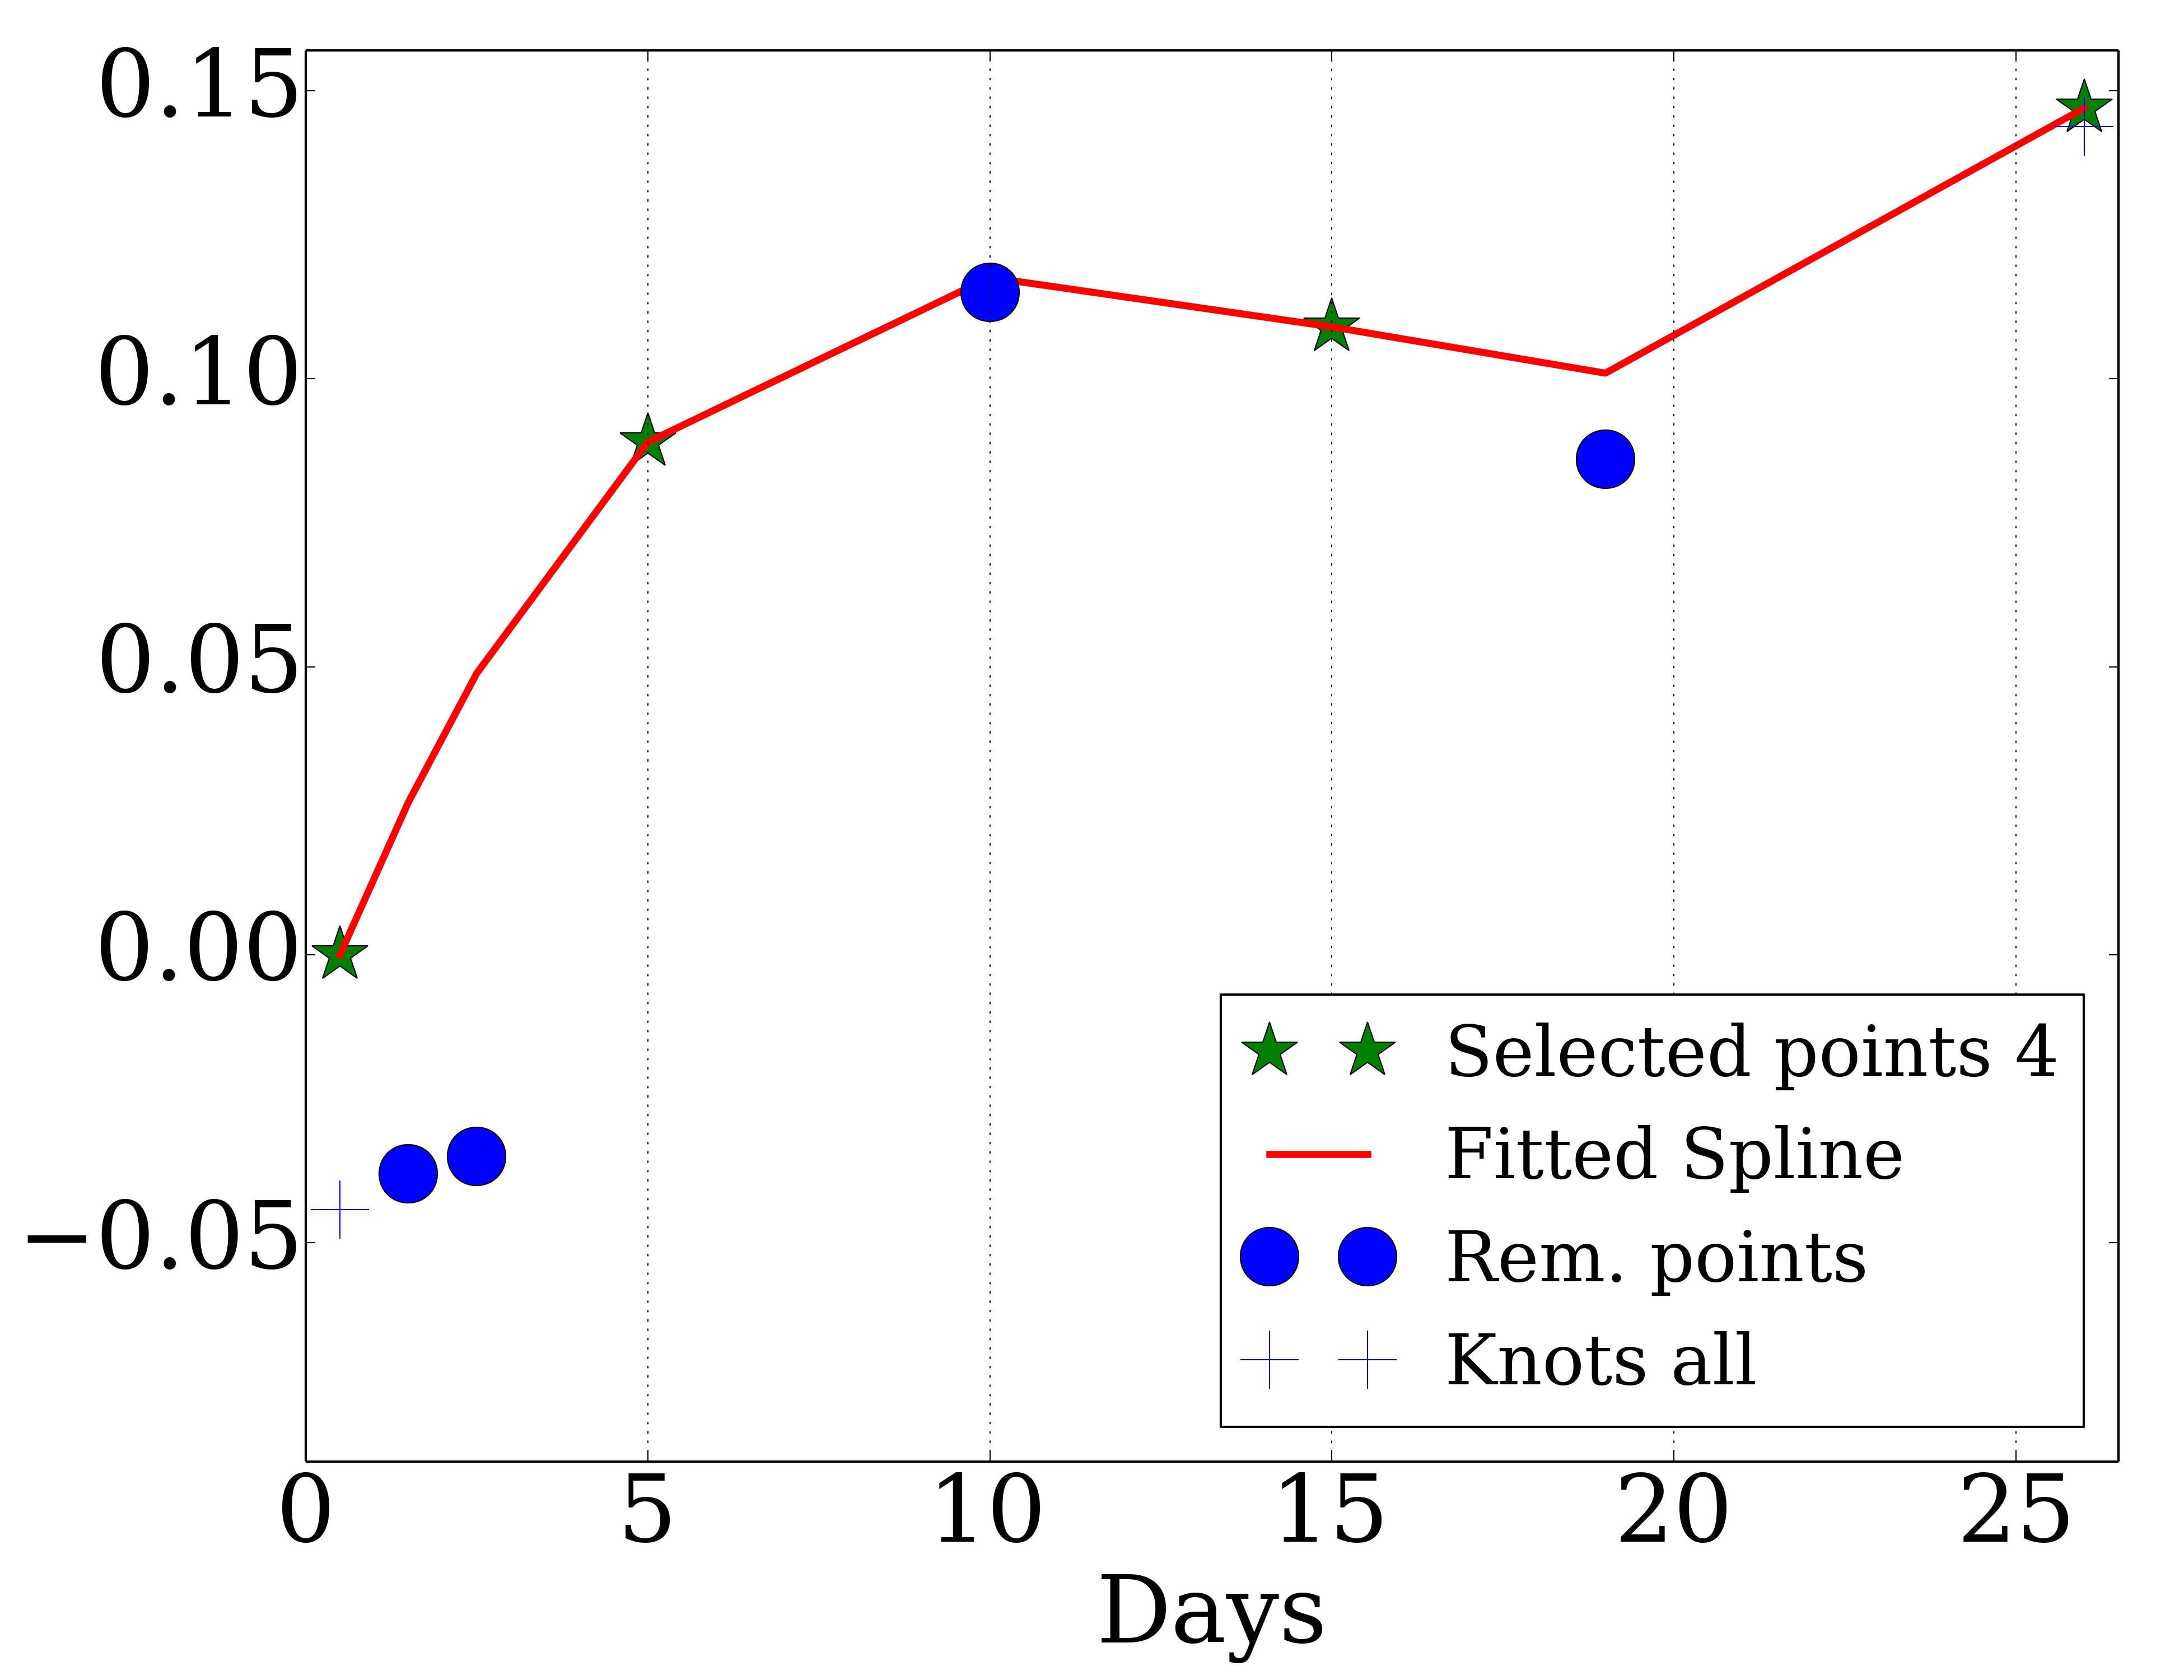 0.15
0.10
0.05
0.00
−0.05
0 5 10 15 20 25
Days
Selected points 4
Fitted Spline
Rem. points
Knots all